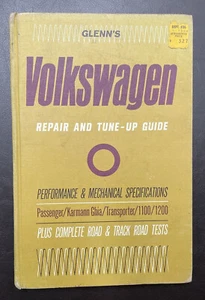 GLENN'S
Volkswagen
REPAIR AND TUNE-UP GUIDE
PERFORMANCE & MECHANICAL SPECIFICATIONS
Passenger/Karmann Ghia/Transporter/1100/1200
PLUS COMPLETE ROAD & TRACK ROAD TESTS